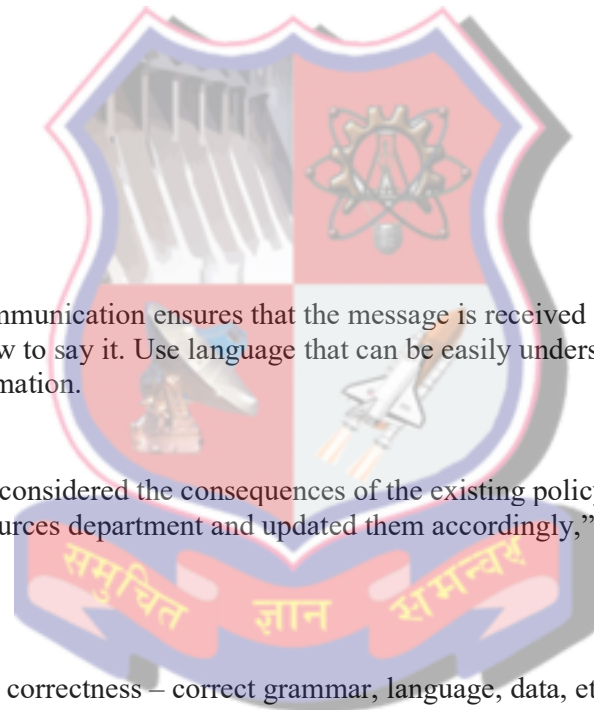 mmunication ensures that the message is received
w to say it. Use language that can be easily unders
mation.
considered the consequences of the existing policy
ources department and updated them accordingly,”
समुचित ज्ञान समन्वय
correctness – correct grammar, language, data, et